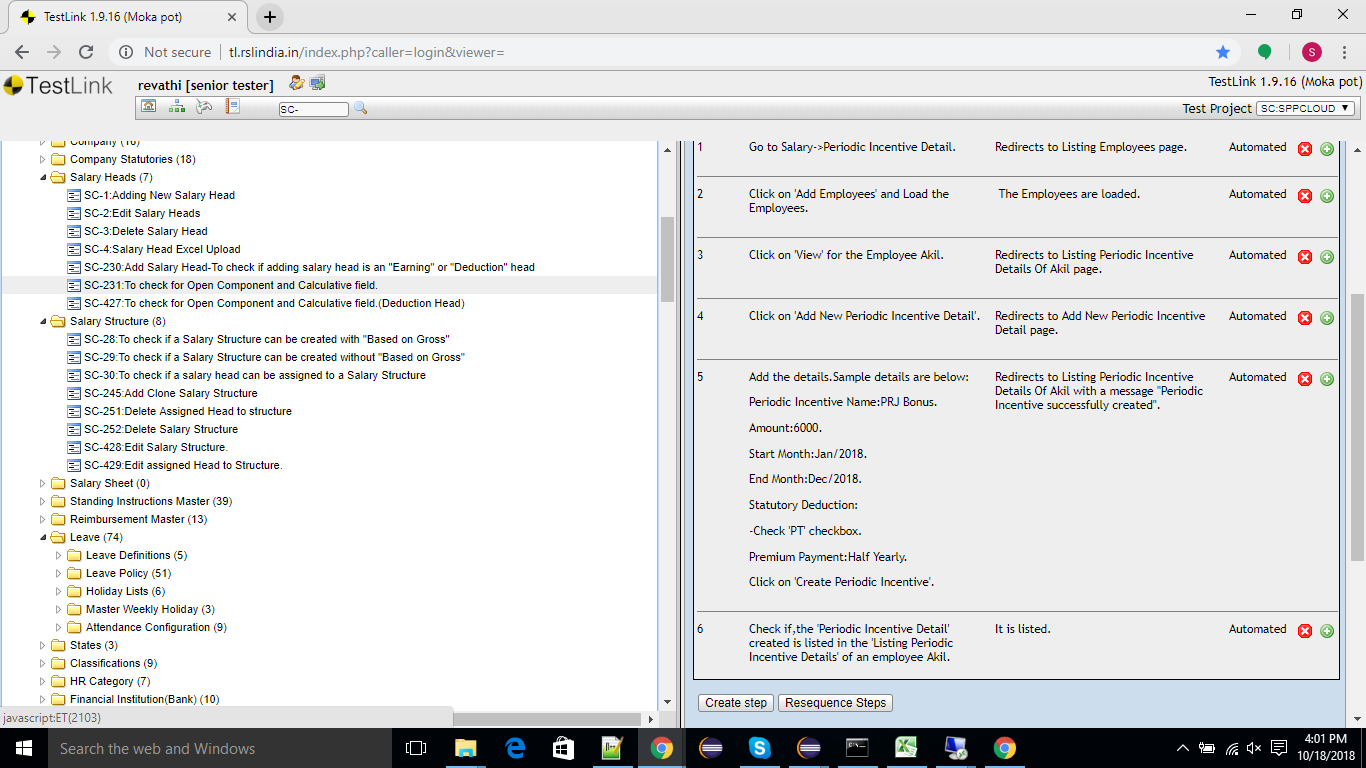 TestLink 1.9.16 (Moka pot)
Not secure
tl.rslindia.in/index.php?caller=login&viewer=
S
TestLink
revathi [senior tester]
TestLink 1.9.16 (Moka pot)
SC-
Test Project
SC:SPPCLOUD
Company (16)
Company Statutories (18)
Salary Heads (7)
SC-1:Adding New Salary Head
SC-2:Edit Salary Heads
SC-3:Delete Salary Head
SC-4:Salary Head Excel Upload
SC-230:Add Salary Head-To check if adding salary head is an "Earning" or "Deduction" head
SC-231:To check for Open Component and Calculative field.
SC-427:To check for Open Component and Calculative field.(Deduction Head)
Salary Structure (8)
SC-28:To check if a Salary Structure can be created with "Based on Gross"
SC-29:To check if a Salary Structure can be created without "Based on Gross"
SC-30:To check if a salary head can be assigned to a Salary Structure
SC-245:Add Clone Salary Structure
SC-251:Delete Assigned Head to structure
SC-252:Delete Salary Structure
SC-428:Edit Salary Structure.
SC-429:Edit assigned Head to Structure.
Salary Sheet (0)
Standing Instructions Master (39)
Reimbursement Master (13)
Leave (74)
Leave Definitions (5)
Leave Policy (51)
Holiday Lists (6)
Master Weekly Holiday (3)
Attendance Configuration (9)
States (3)
Classifications (9)
HR Category (7)
Financial Institution(Bank) (10)
javascript:ET(2103)
1
Go to Salary->Periodic Incentive Detail.
Redirects to Listing Employees page.
Automated
2
Click on 'Add Employees' and Load the
Employees.
The Employees are loaded.
Automated
3
Click on 'View' for the Employee Akil.
Redirects to Listing Periodic Incentive
Details Of Akil page.
Automated
4
Click on 'Add New Periodic Incentive Detail'.
Redirects to Add New Periodic Incentive
Detail page.
Automated
5
Add the details.Sample details are below:
Periodic Incentive Name:PRJ Bonus.
Amount:6000.
Start Month:Jan/2018.
End Month:Dec/2018.
Statutory Deduction:
-Check 'PT' checkbox.
Premium Payment:Half Yearly.
Click on 'Create Periodic Incentive'.
Redirects to Listing Periodic Incentive
Details Of Akil with a message "Periodic
Incentive successfully created".
Automated
6
Check if,the 'Periodic Incentive Detail'
created is listed in the 'Listing Periodic
Incentive Details' of an employee Akil.
It is listed.
Automated
Create step
Resequence Steps
Search the web and Windows
4:01 PM
10/18/2018